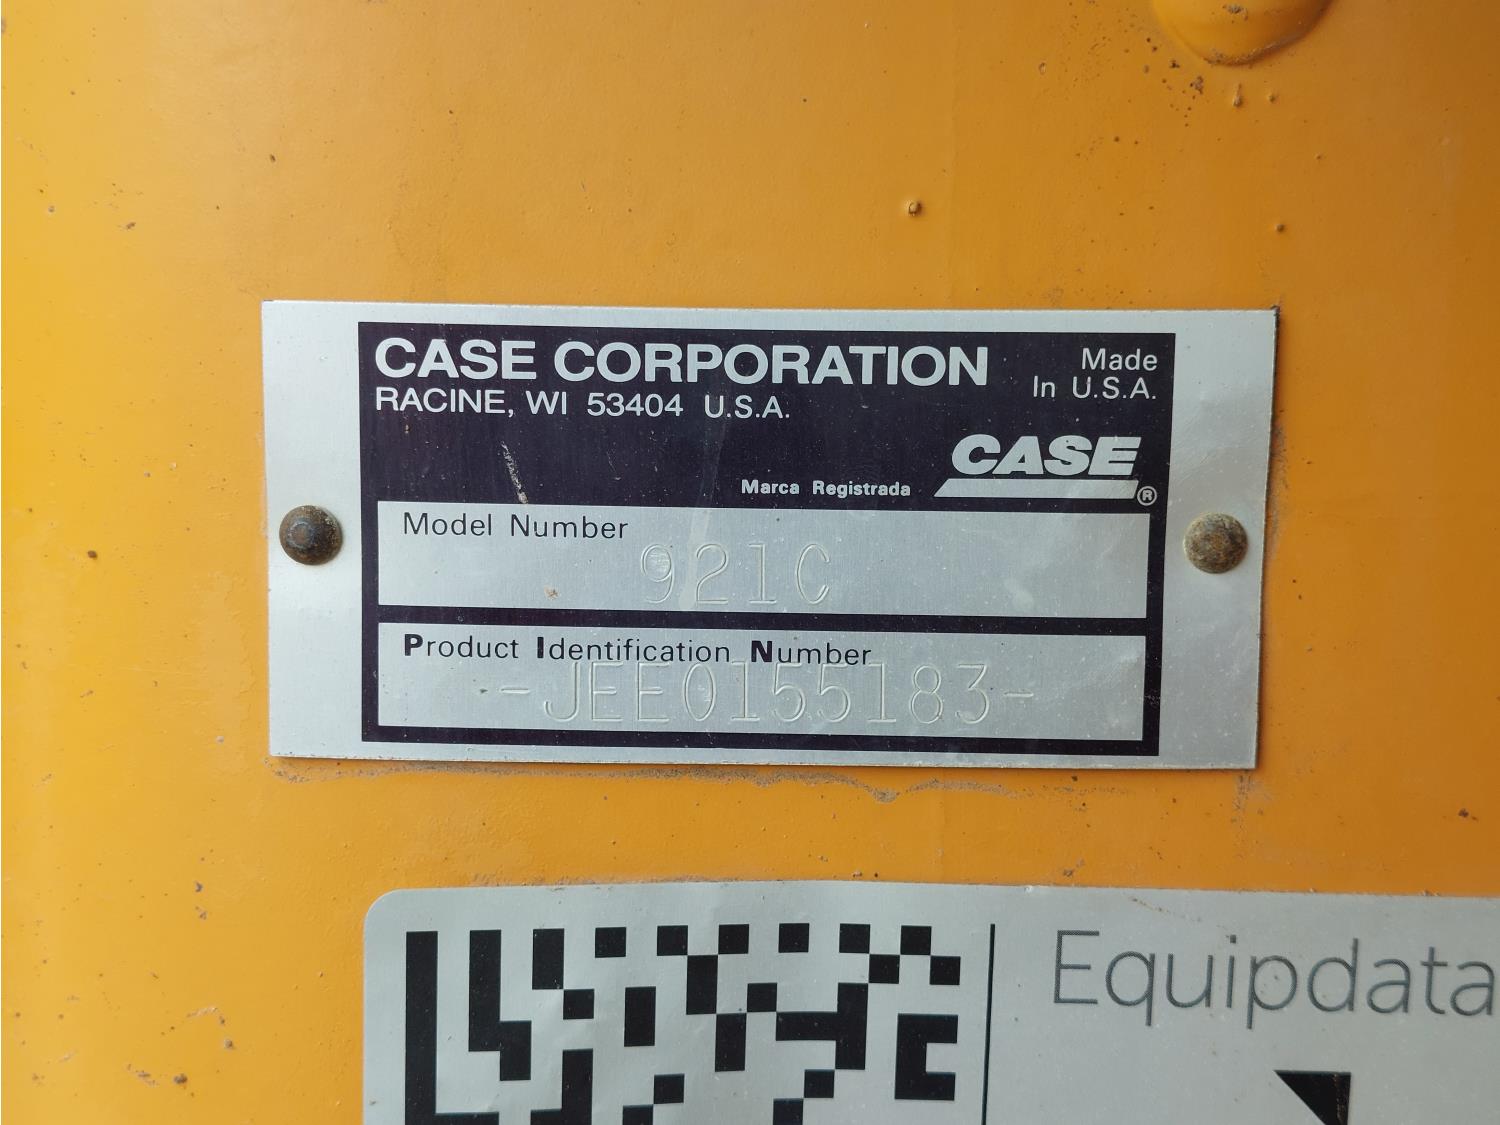 CASE CORPORATION
RACINE, WI 53404 U.S.A.
Made
In U.S.A.
CASE
Marca Registrada ®
Model Number
921C
Product Identification Number
-JEE0155183-
Equipdata